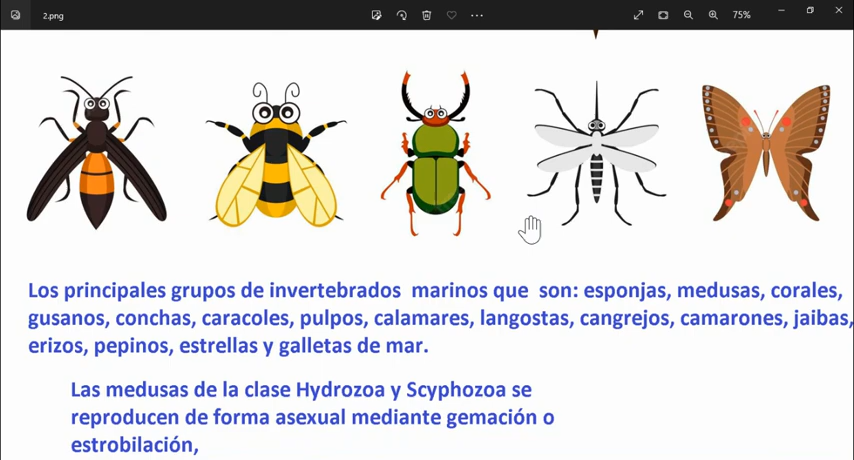 2.png
75%
Los principales grupos de invertebrados marinos que son: esponjas, medusas, corales,
gusanos, conchas, caracoles, pulpos, calamares, langostas, cangrejos, camarones, jaibas,
erizos, pepinos, estrellas y galletas de mar.
Las medusas de la clase Hydrozoa y Scyphozoa se
reproducen de forma asexual mediante gemación o
estrobilación,